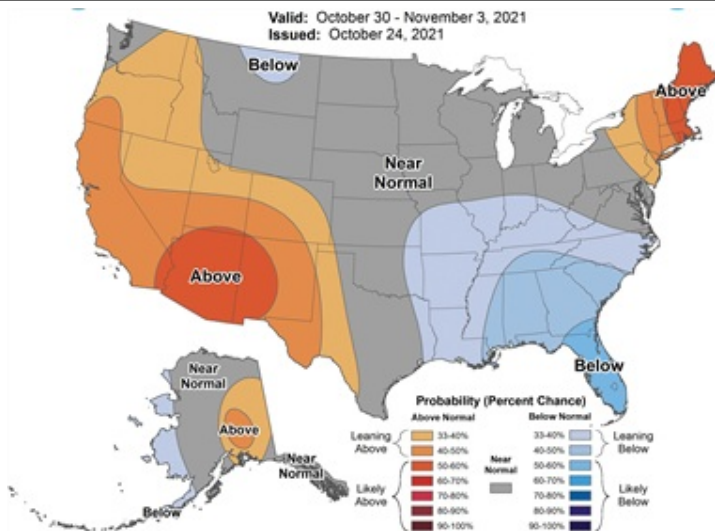 Valid: October 30 - November 3, 2021
Issued: October 24, 2021
Below
Above
Near
Normal
Above
Below
Near
Normal
Above
Near
Normal
Below
Probability (Percent Chance)
Above Normal
Below Normal
Leaning
Above
33-40%
40-50%
33-40%
40-50%
Leaning
Below
Near
Normal
Likely
Above
50-60%
60-70%
70-80%
80-90%
90-100%
50-60%
60-70%
70-80%
80-90%
90-100%
Likely
Below